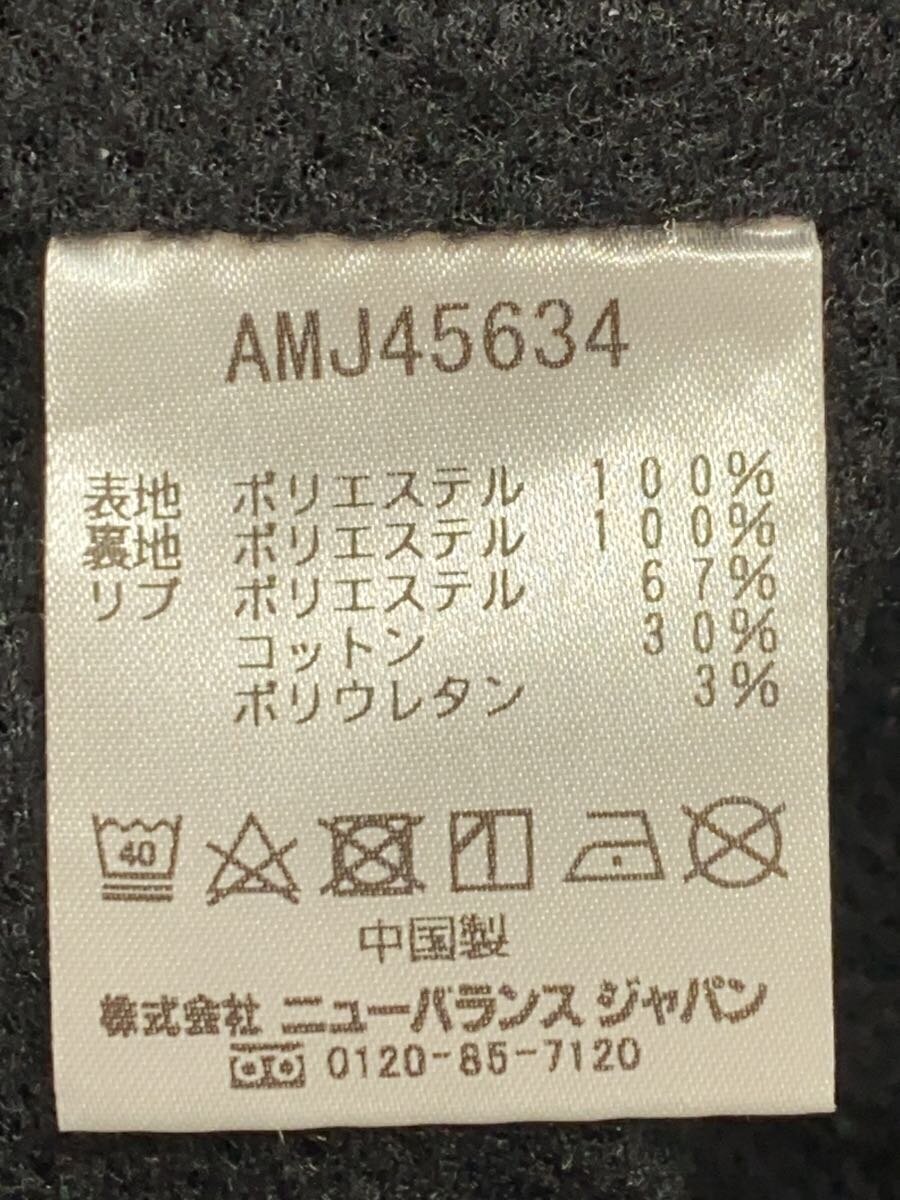 AMJ45634
表地 ポリエステル 100%
裏地 ポリエステル 100%
リブ ポリエステル 67%
コットン 30%
ポリウレタン 3%
40
中国製
株式会社 ニューバランス ジャパン
0120-85-7120